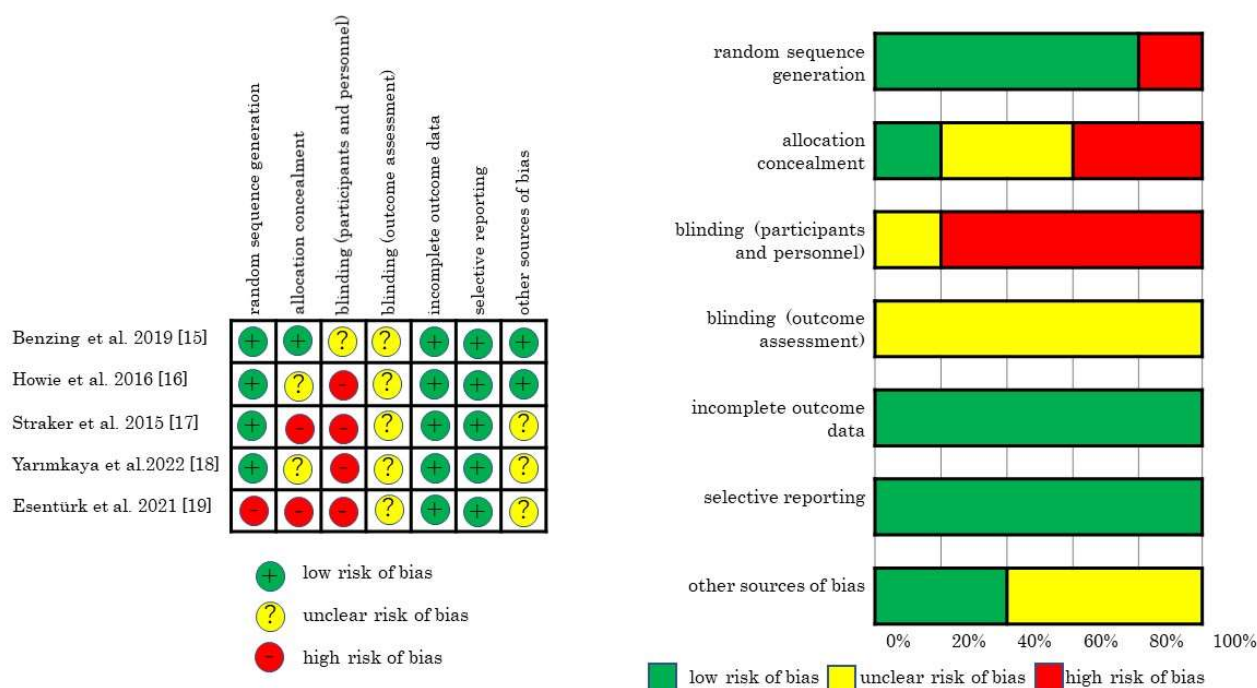 random sequence generation
allocation concealment
blinding (participants and personnel)
blinding (outcome assessment)
incomplete outcome data
selective reporting
other sources of bias
Benzing et al. 2019 [15]
+ + ? ? + + +
Howie et al. 2016 [16]
+ ? - ? + + +
Straker et al. 2015 [17]
+ - - ? + + ?
Yarımkaya et al.2022 [18]
+ ? - ? + + ?
Esentürk et al. 2021 [19]
- - - ? + + ?
+ low risk of bias
? unclear risk of bias
- high risk of bias
random sequence
generation
allocation
concealment
blinding (participants
and personnel)
blinding (outcome
assessment)
incomplete outcome
data
selective reporting
other sources of bias
0% 20% 40% 60% 80% 100%
low risk of bias unclear risk of bias high risk of bias